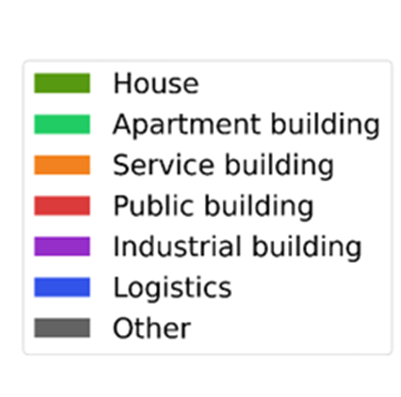 House
Apartment building
Service building
Public building
Industrial building
Logistics
Other